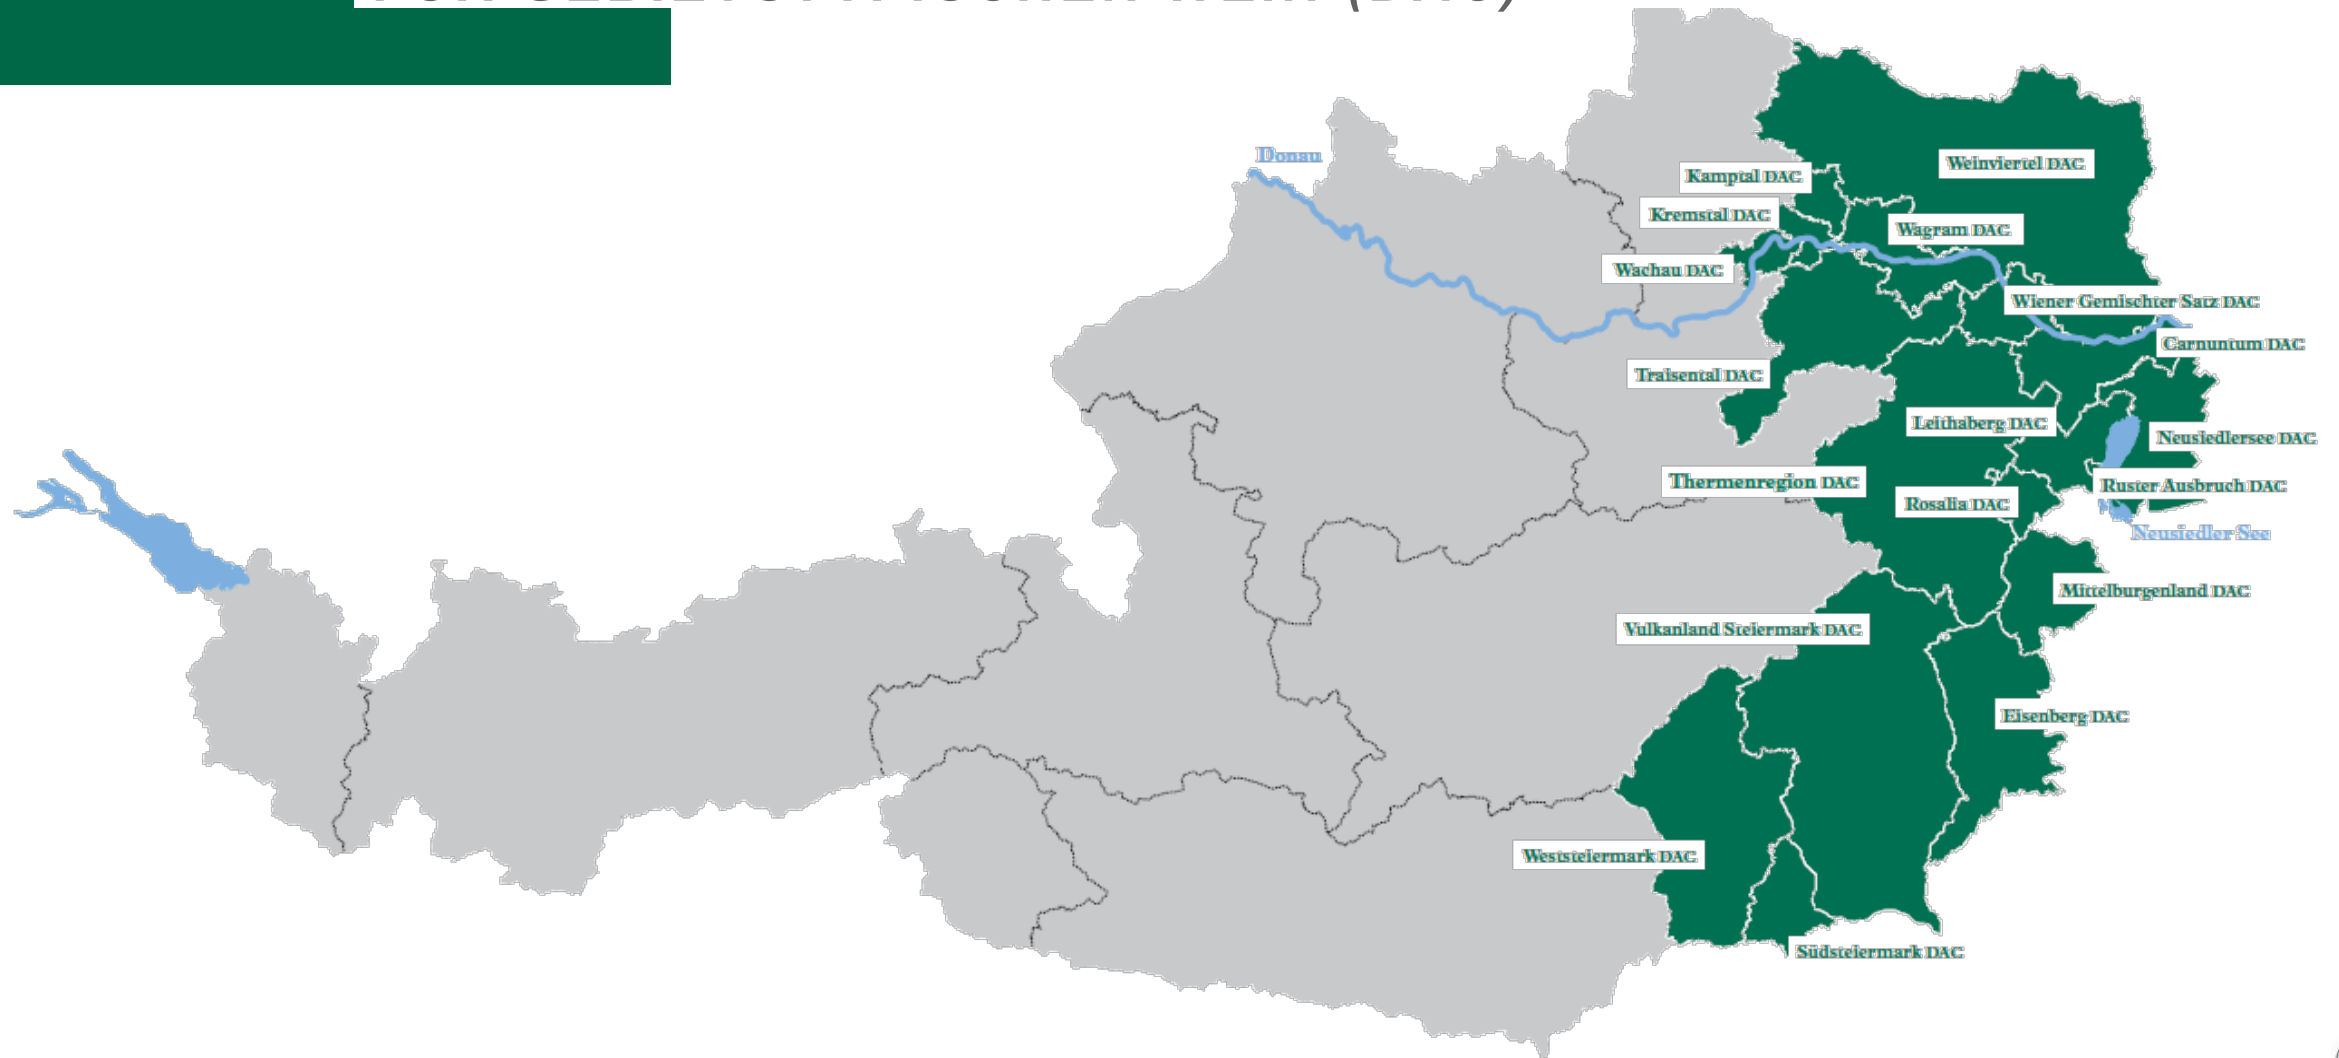 (DAC)
Donau
Weinviertel DAC
Kamptal DAC
Kremstal DAC
Wagram DAC
Wachau DAC
Wiener Gemischter Satz DAC
Carnuntum DAC
Traisental DAC
Leithaberg DAC
Neusiedlersee DAC
Thermenregion DAC
Ruster Ausbruch DAC
Rosalia DAC
Neusiedler See
Mittelburgenland DAC
Vulkanland Steiermark DAC
Eisenberg DAC
Weststeiermark DAC
Südsteiermark DAC